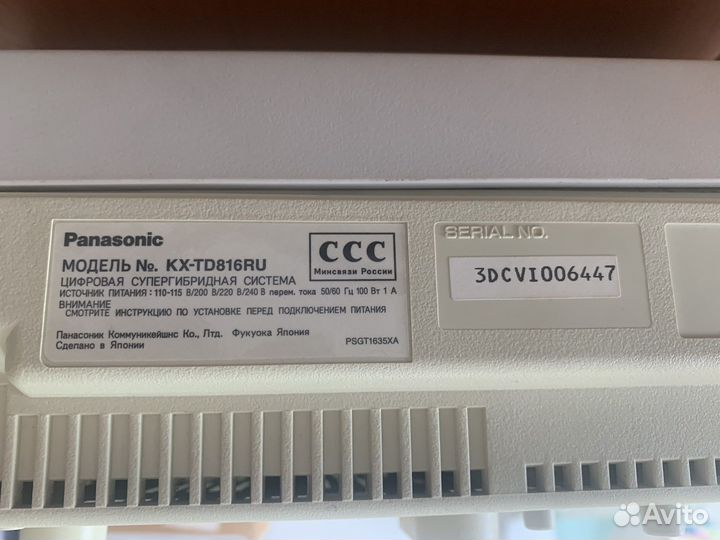 Panasonic
МОДЕЛЬ №. KX-TD816RU
ЦИФРОВАЯ СУПЕРГИБРИДНАЯ СИСТЕМА
ИСТОЧНИК ПИТАНИЯ : 110-115 В/200 В/220 В/240 В перем. тока 50/60 Гц 100 Вт 1 А
ВНИМАНИЕ
СМОТРИТЕ ИНСТРУКЦИЮ ПО УСТАНОВКЕ ПЕРЕД ПОДКЛЮЧЕНИЕМ ПИТАНИЯ
Панасоник Коммуникейшнс Ко., Лтд. Фукуока Япония
Сделано в Японии
PSGT1635XA
ССС
Минсвязи России
SERIAL NO.
3DCVI006447
Avito